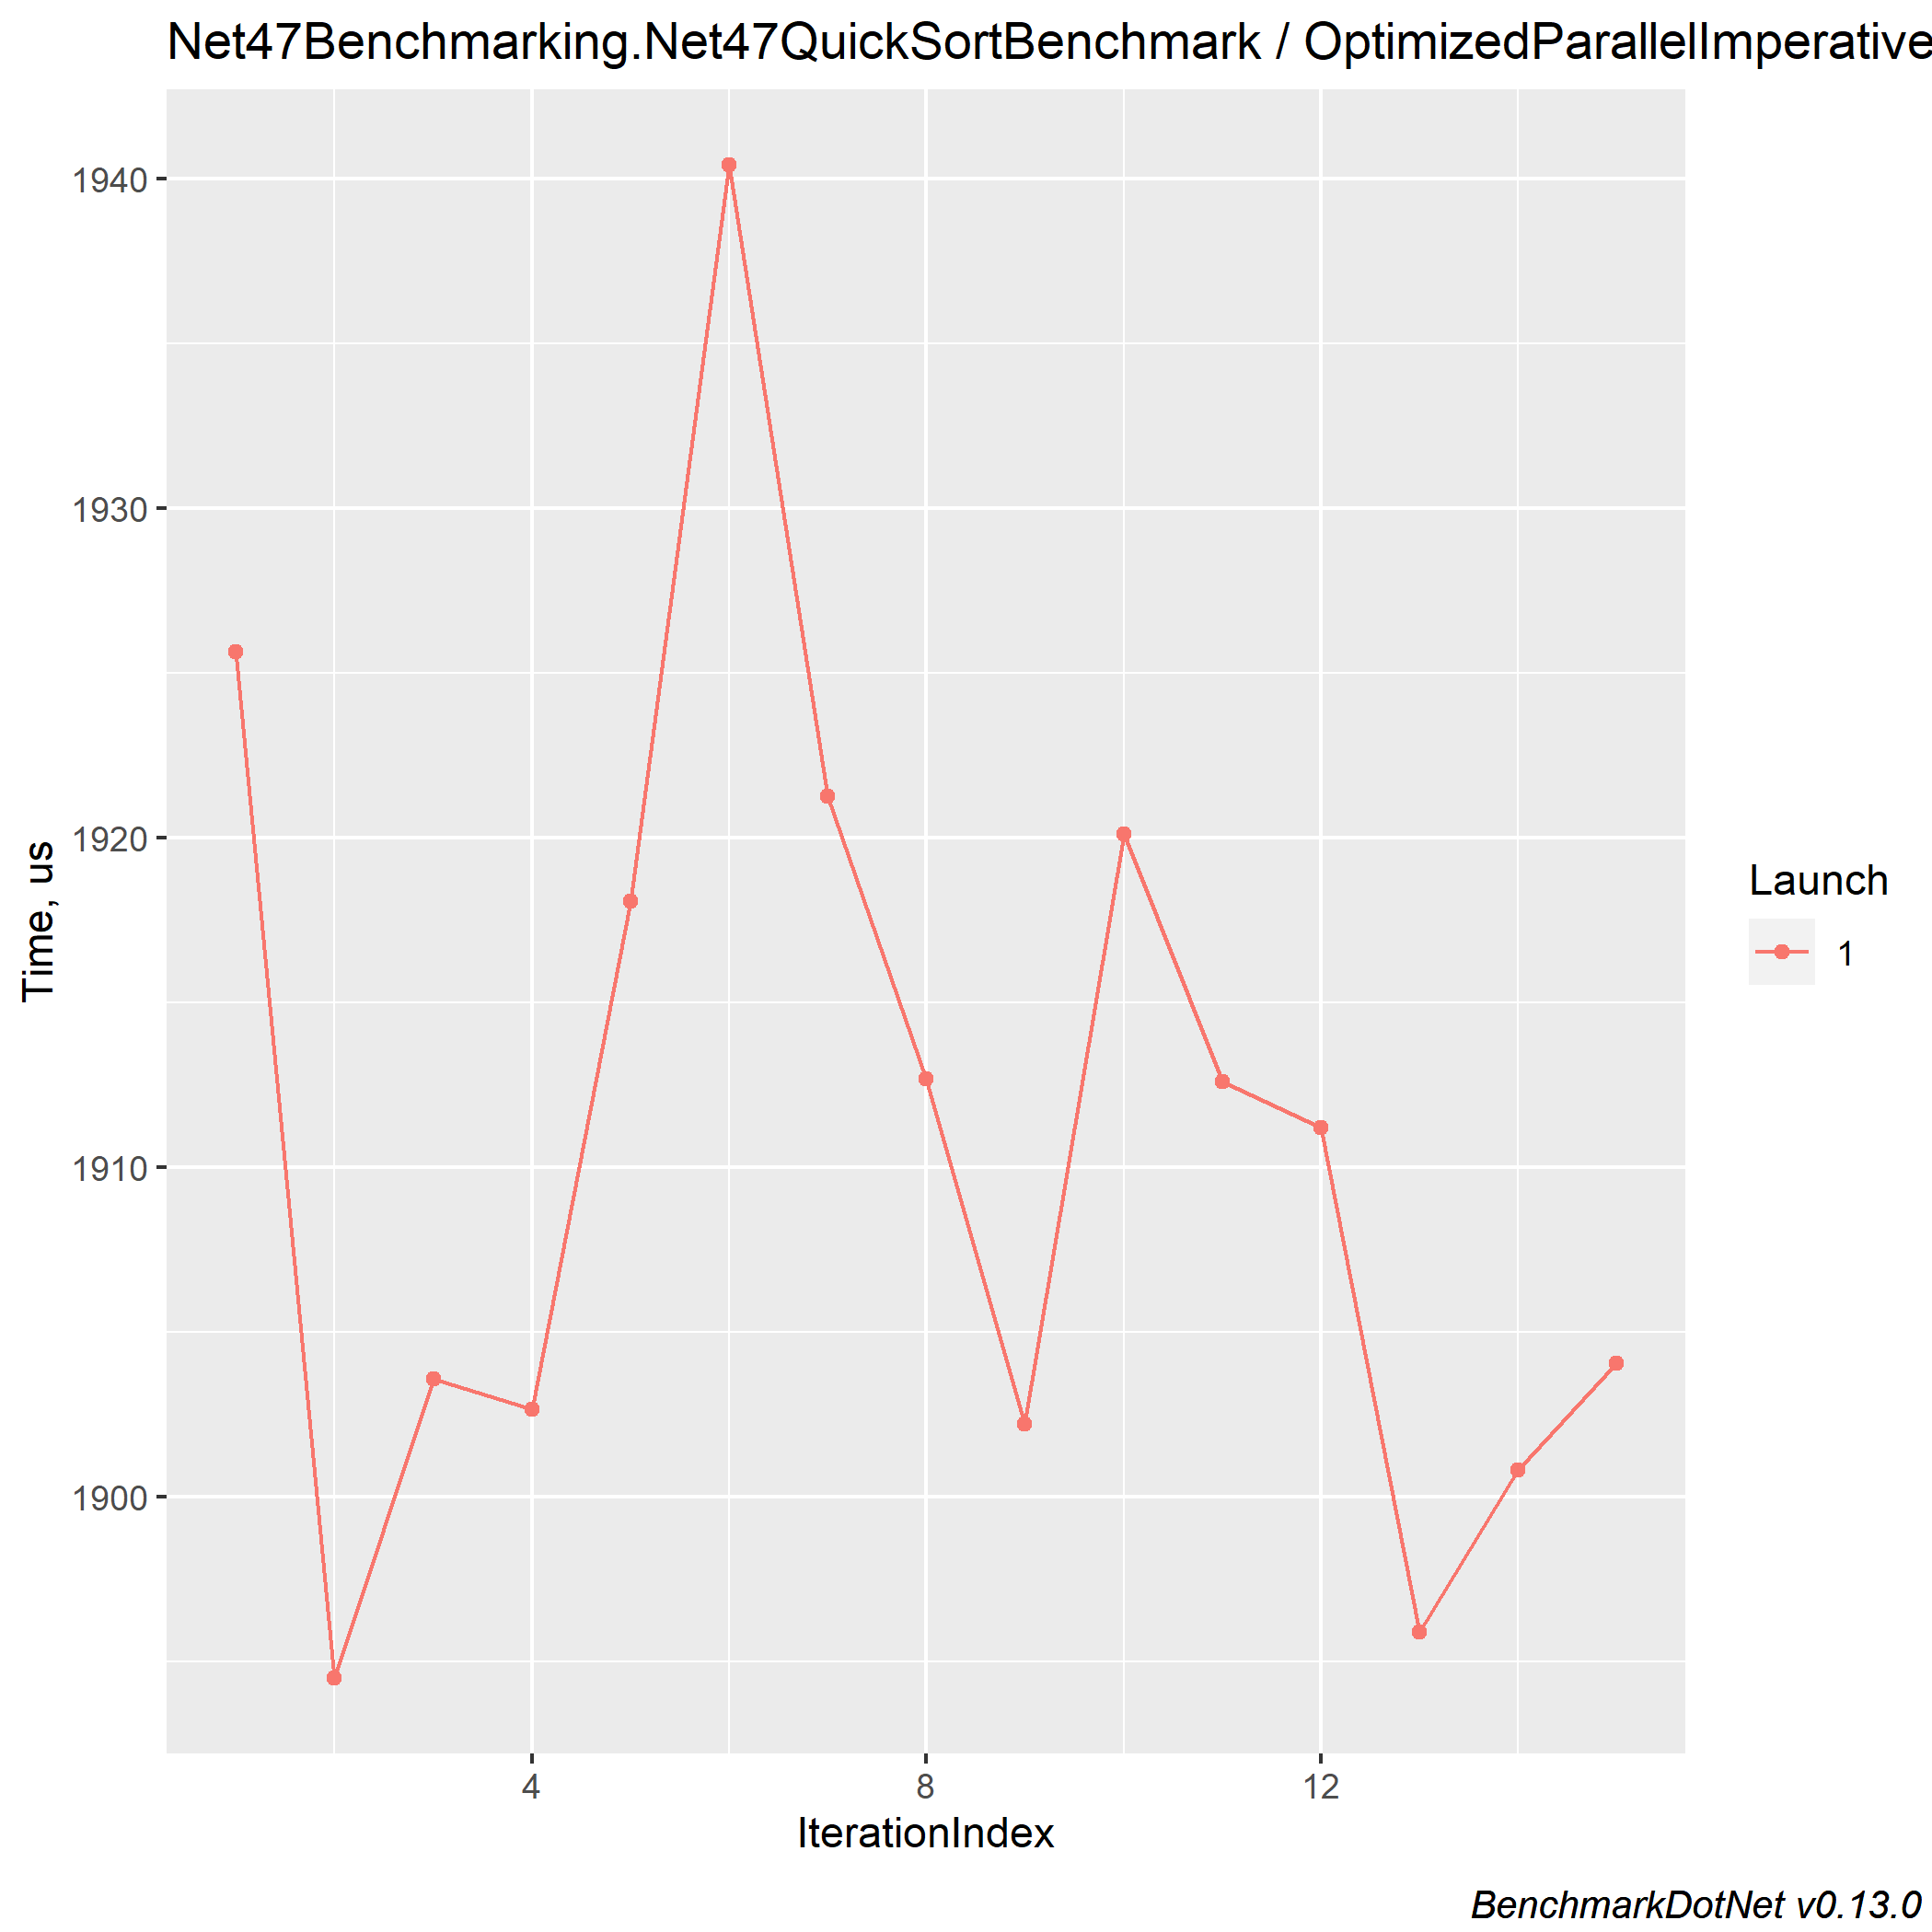 Net47Benchmarking.Net47QuickSortBenchmark / OptimizedParallelImperative
1940
1930
1920
1910
1900
Time, us
4
8
12
IterationIndex
Launch
1
BenchmarkDotNet v0.13.0